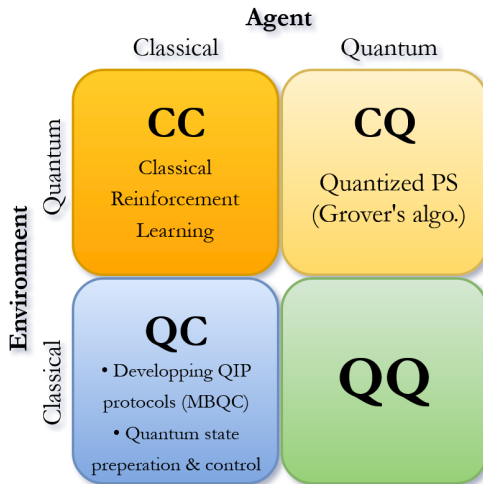 Agent
Classical
Quantum
Environment
Quantum
CC
Classical
Reinforcement
Learning
CQ
Quantized PS
(Grover's algo.)
Classical
QC
• Developping QIP
protocols (MBQC)
• Quantum state
preperation & control
QQ